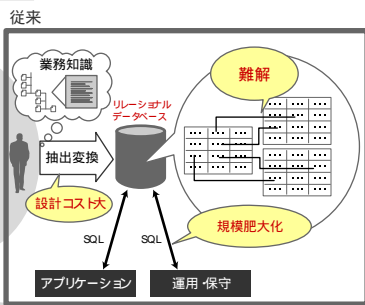 従来
業務知識
難解
リレーショナル
データベース
抽出変換
設計コスト大
規模肥大化
SQL
SQL
アプリケーション
運用・保守